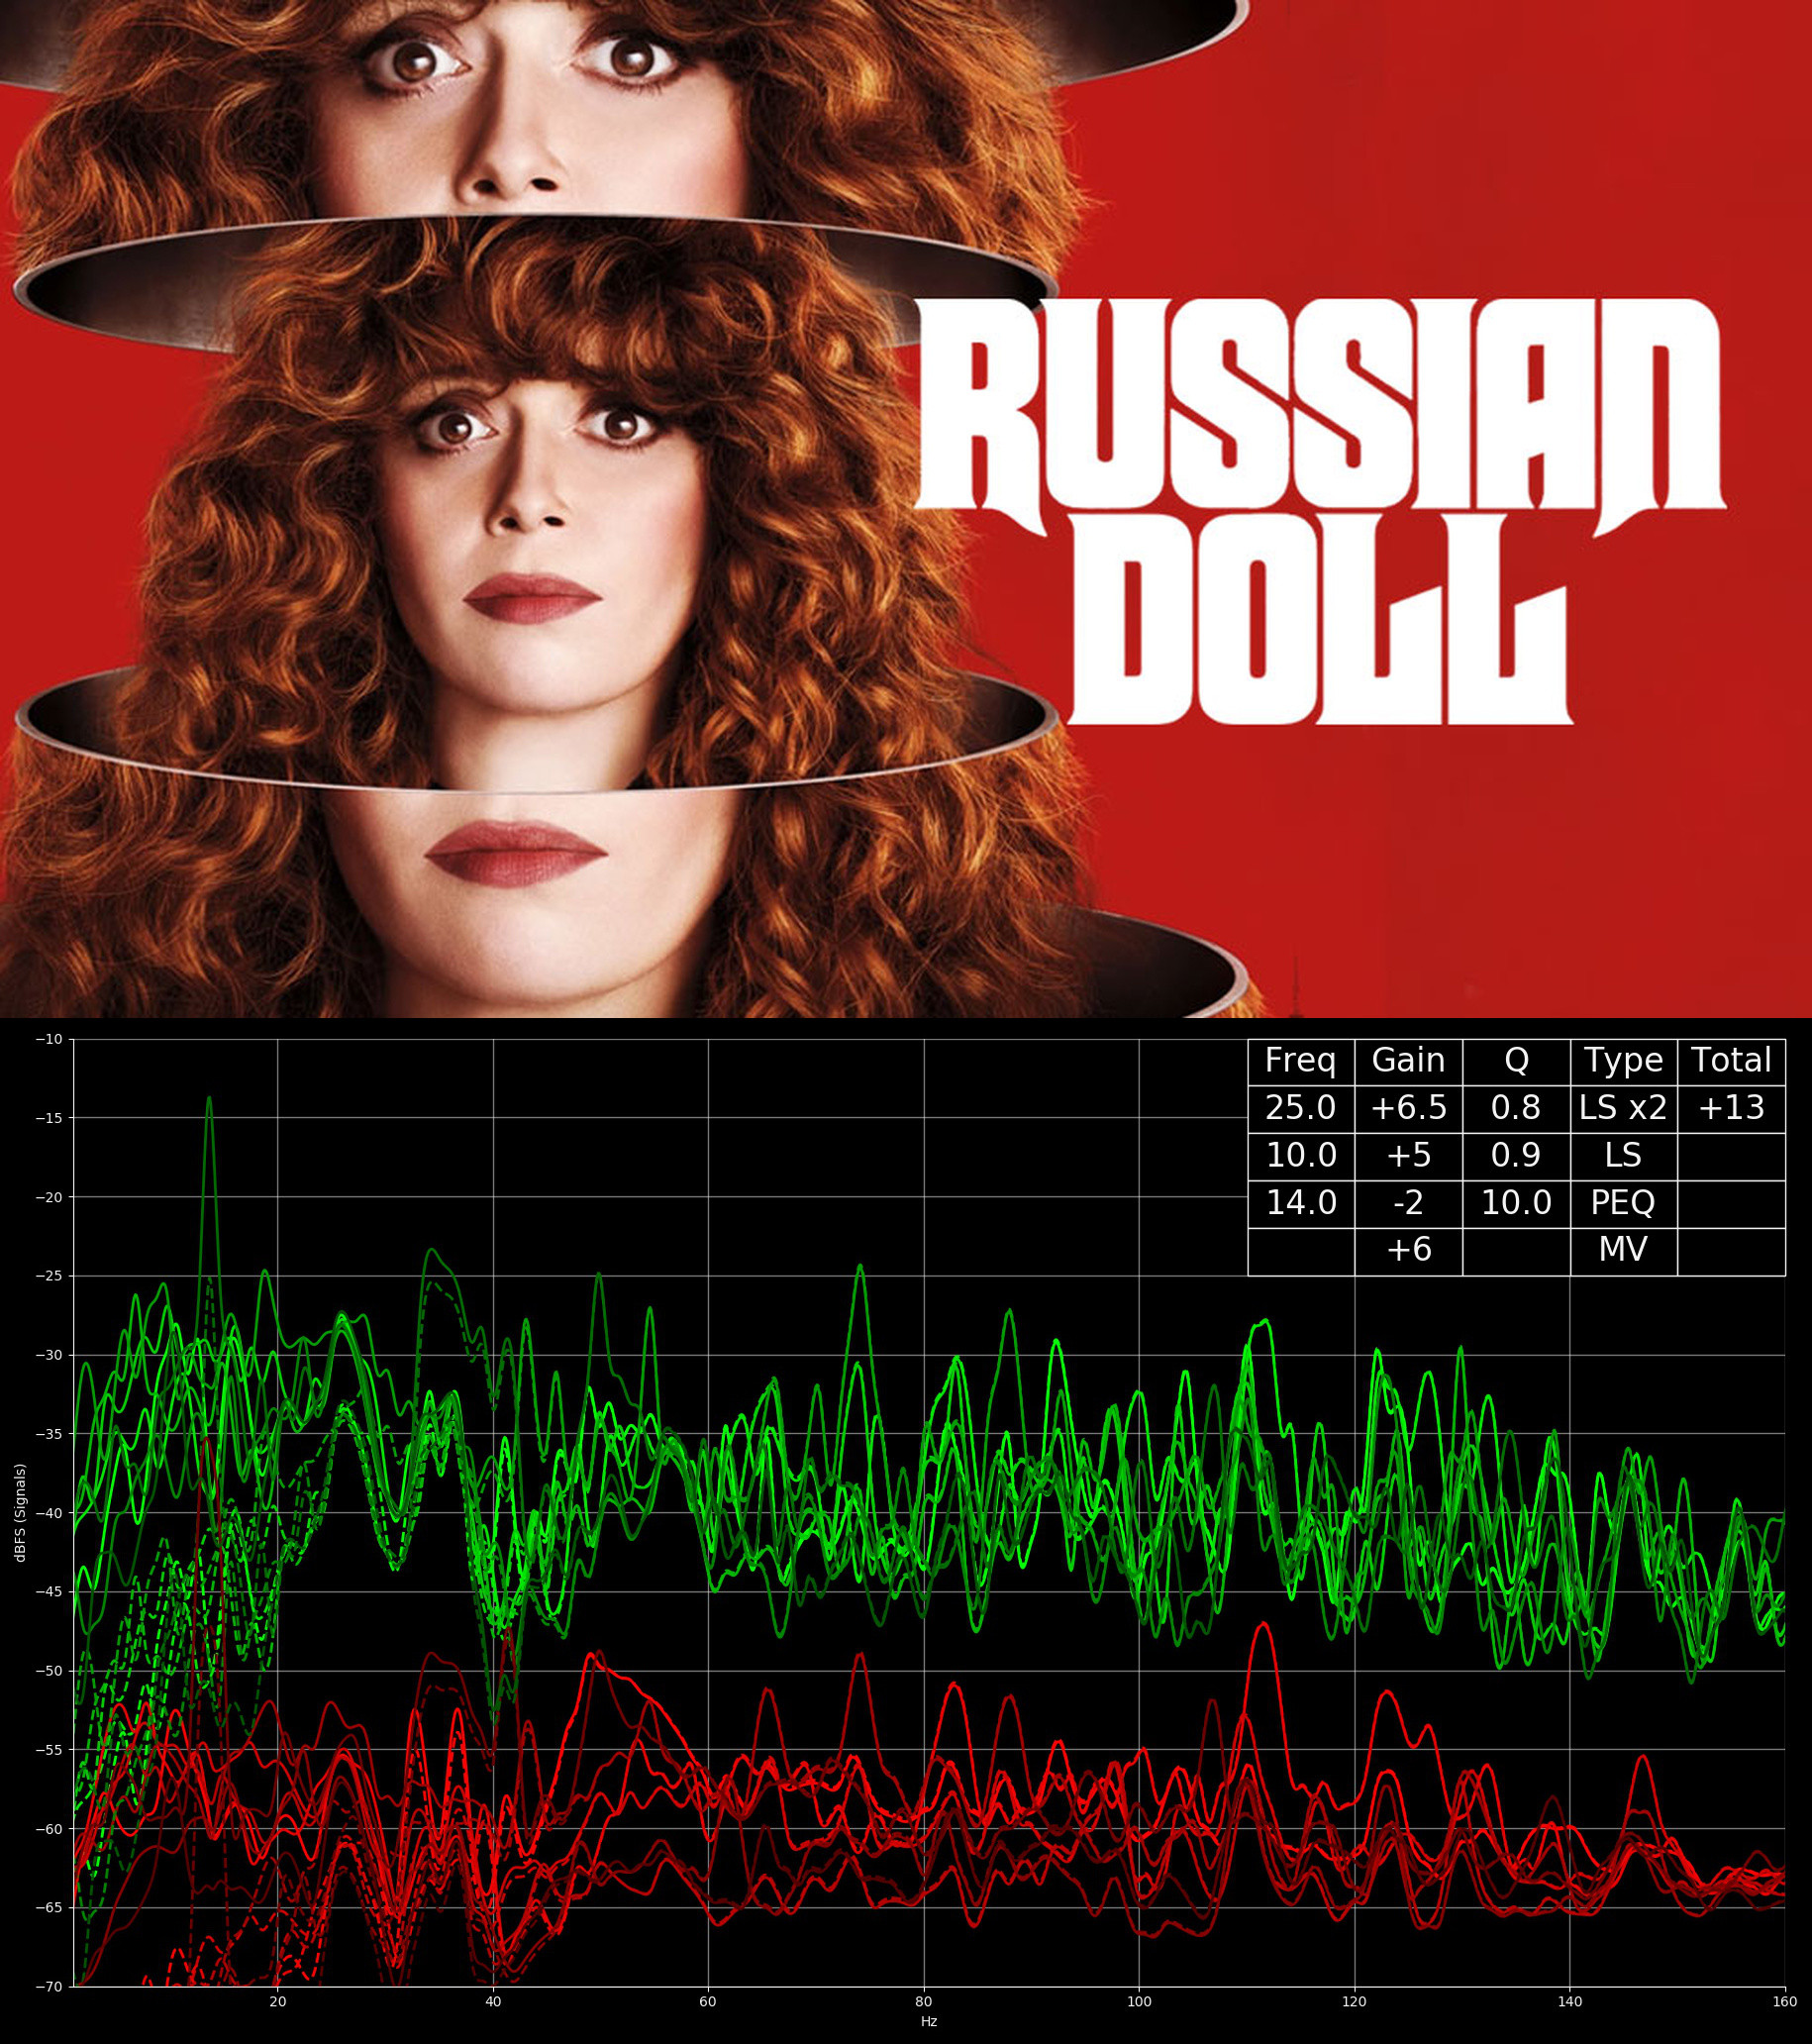 RUSSIAN
DOLL
Freq Gain Q Type Total
25.0 +6.5 0.8 LS x2 +13
10.0 +5 0.9 LS
14.0 -2 10.0 PEQ
+6 MV
−10
−15
−20
−25
−30
−35
−40
−45
−50
−55
−60
−65
−70
dBFS (Signals)
20 40 60 80 100 120 140 160
Hz